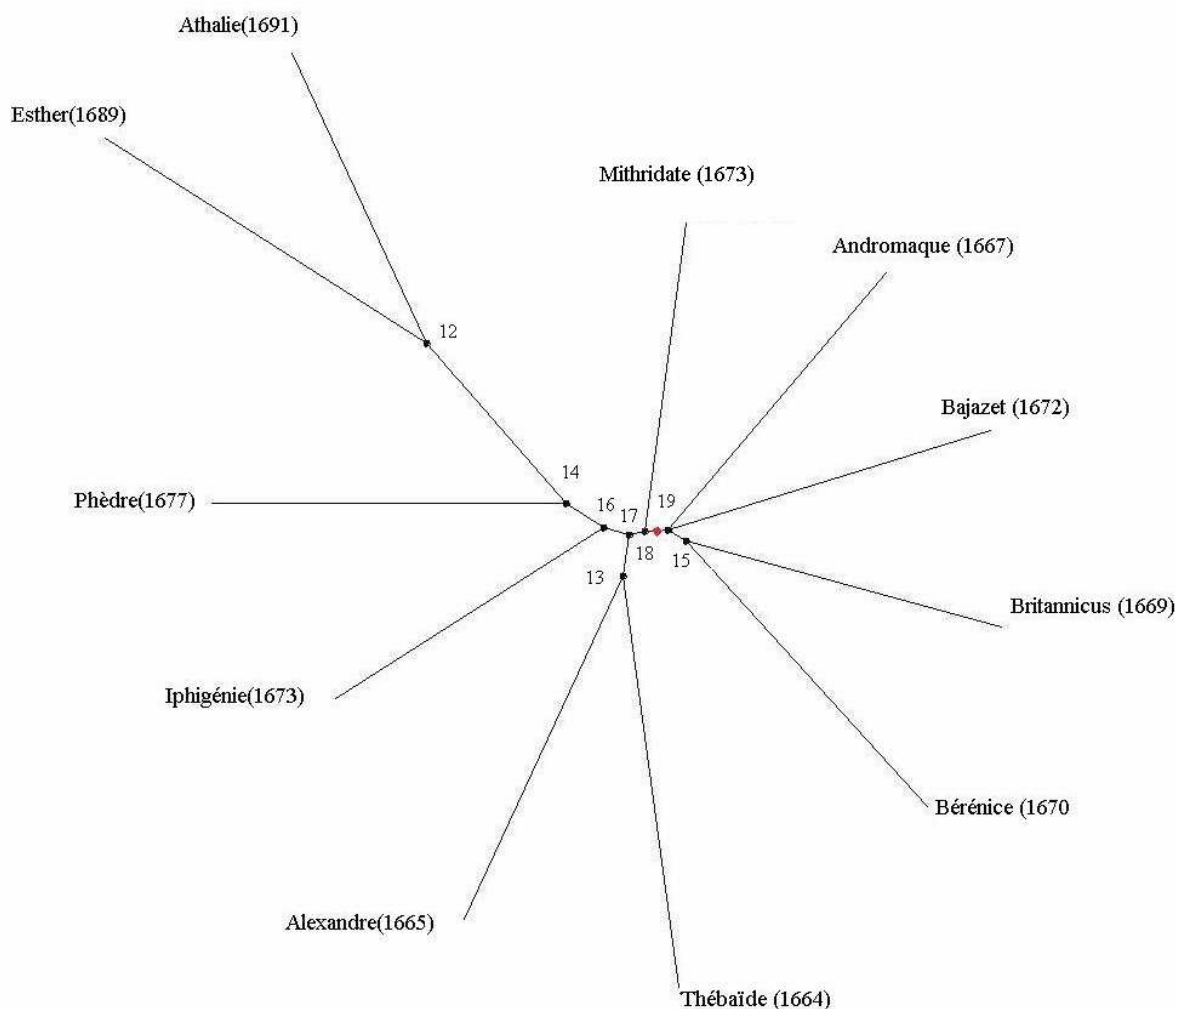 Athalie(1691)
Esther(1689)
Mithridate (1673)
Andromaque (1667)
12
Bajazet (1672)
14
Phèdre(1677)
16
17
19
18
15
13
Britannicus (1669)
Iphigénie(1673)
Bérénice (1670
Alexandre(1665)
Thébaïde (1664)